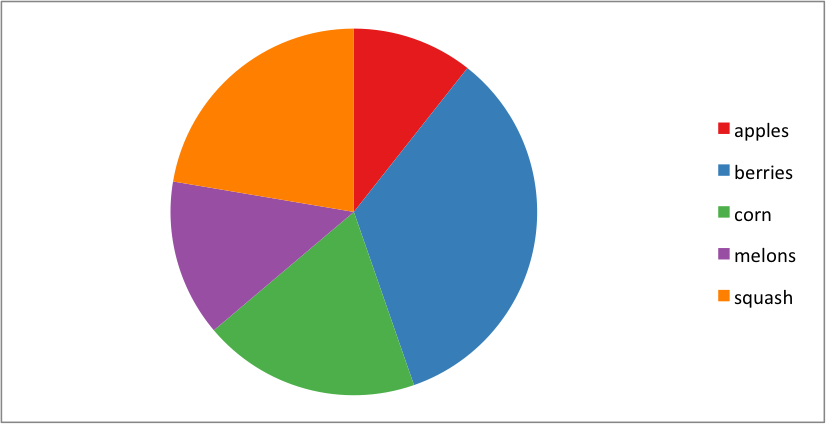 apples
berries
corn
melons
squash